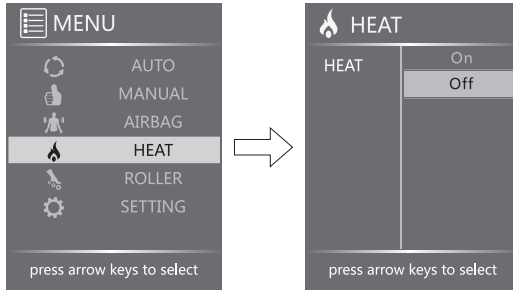 MENU
AUTO
MANUAL
AIRBAG
HEAT
ROLLER
SETTING
press arrow keys to select
HEAT
HEAT
On
Off
press arrow keys to select